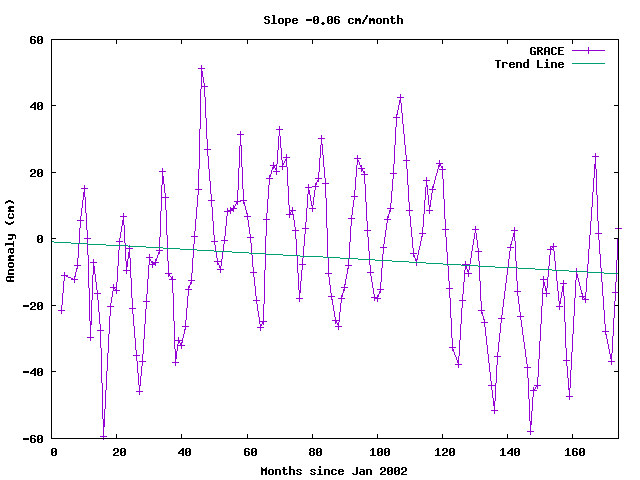 Slope -0.06 cm/month
GRACE
Trend Line
Anomaly (cm)
60
40
20
0
-20
-40
-60
0 20 40 60 80 100 120 140 160
Months since Jan 2002